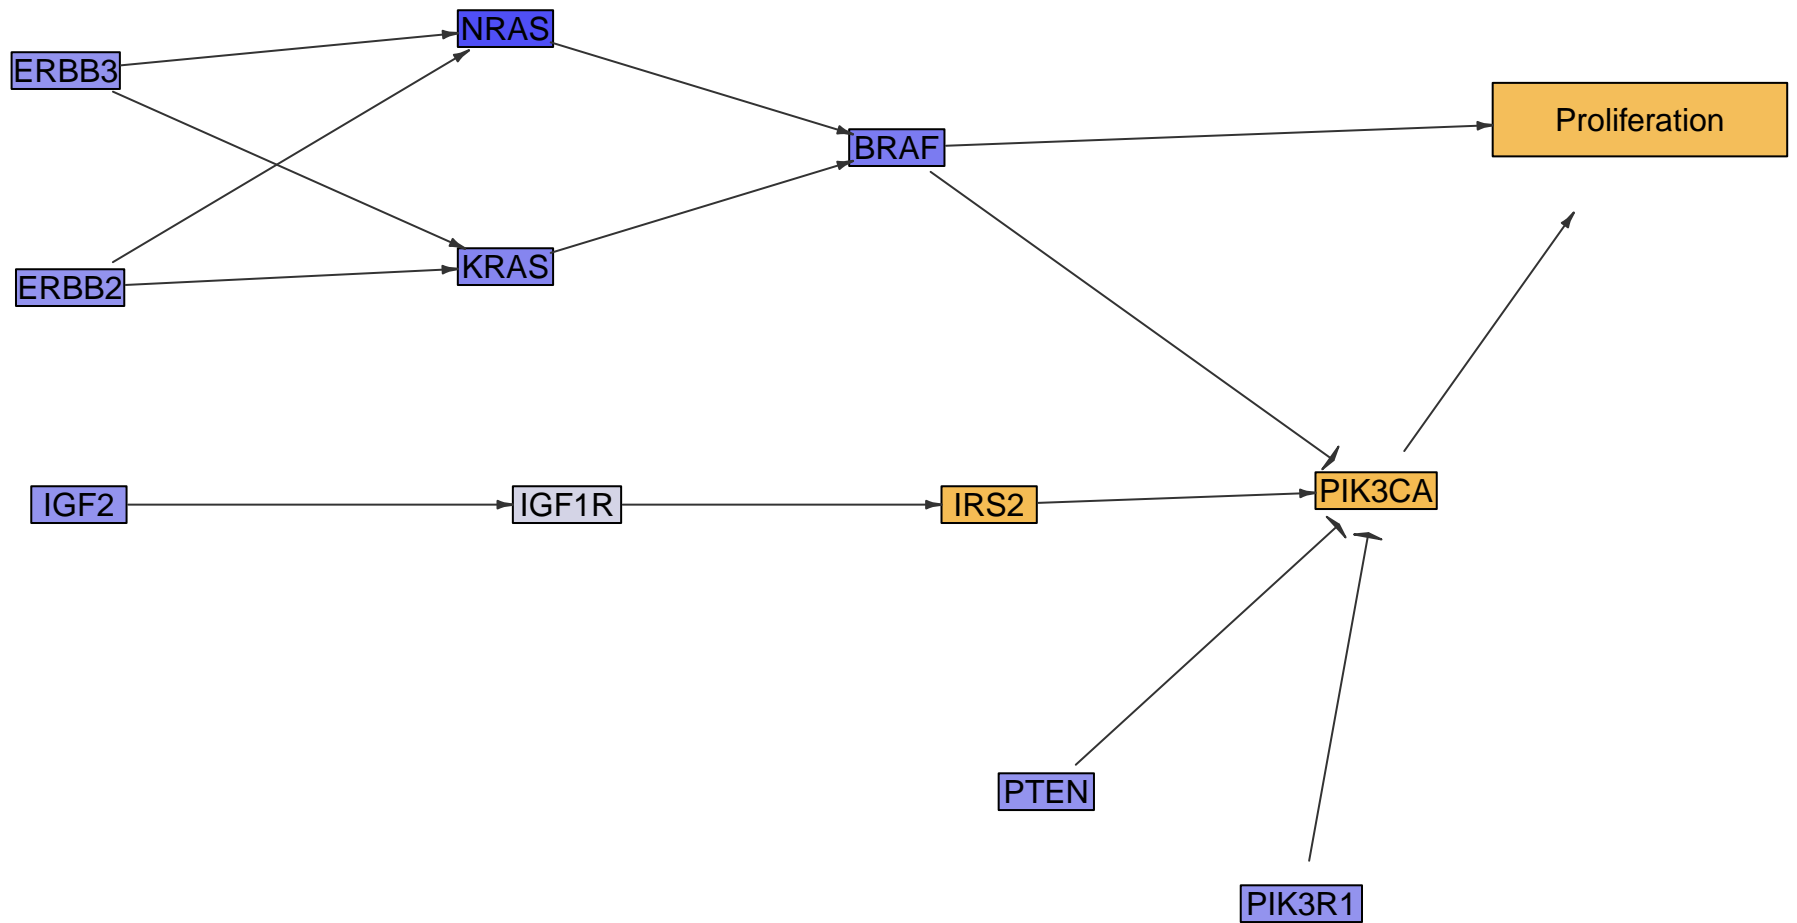 NRAS
ERBB3
Proliferation
BRAF
KRAS
ERBB2
PIK3CA
IGF2
IGF1R
IRS2
PTEN
PIK3R1